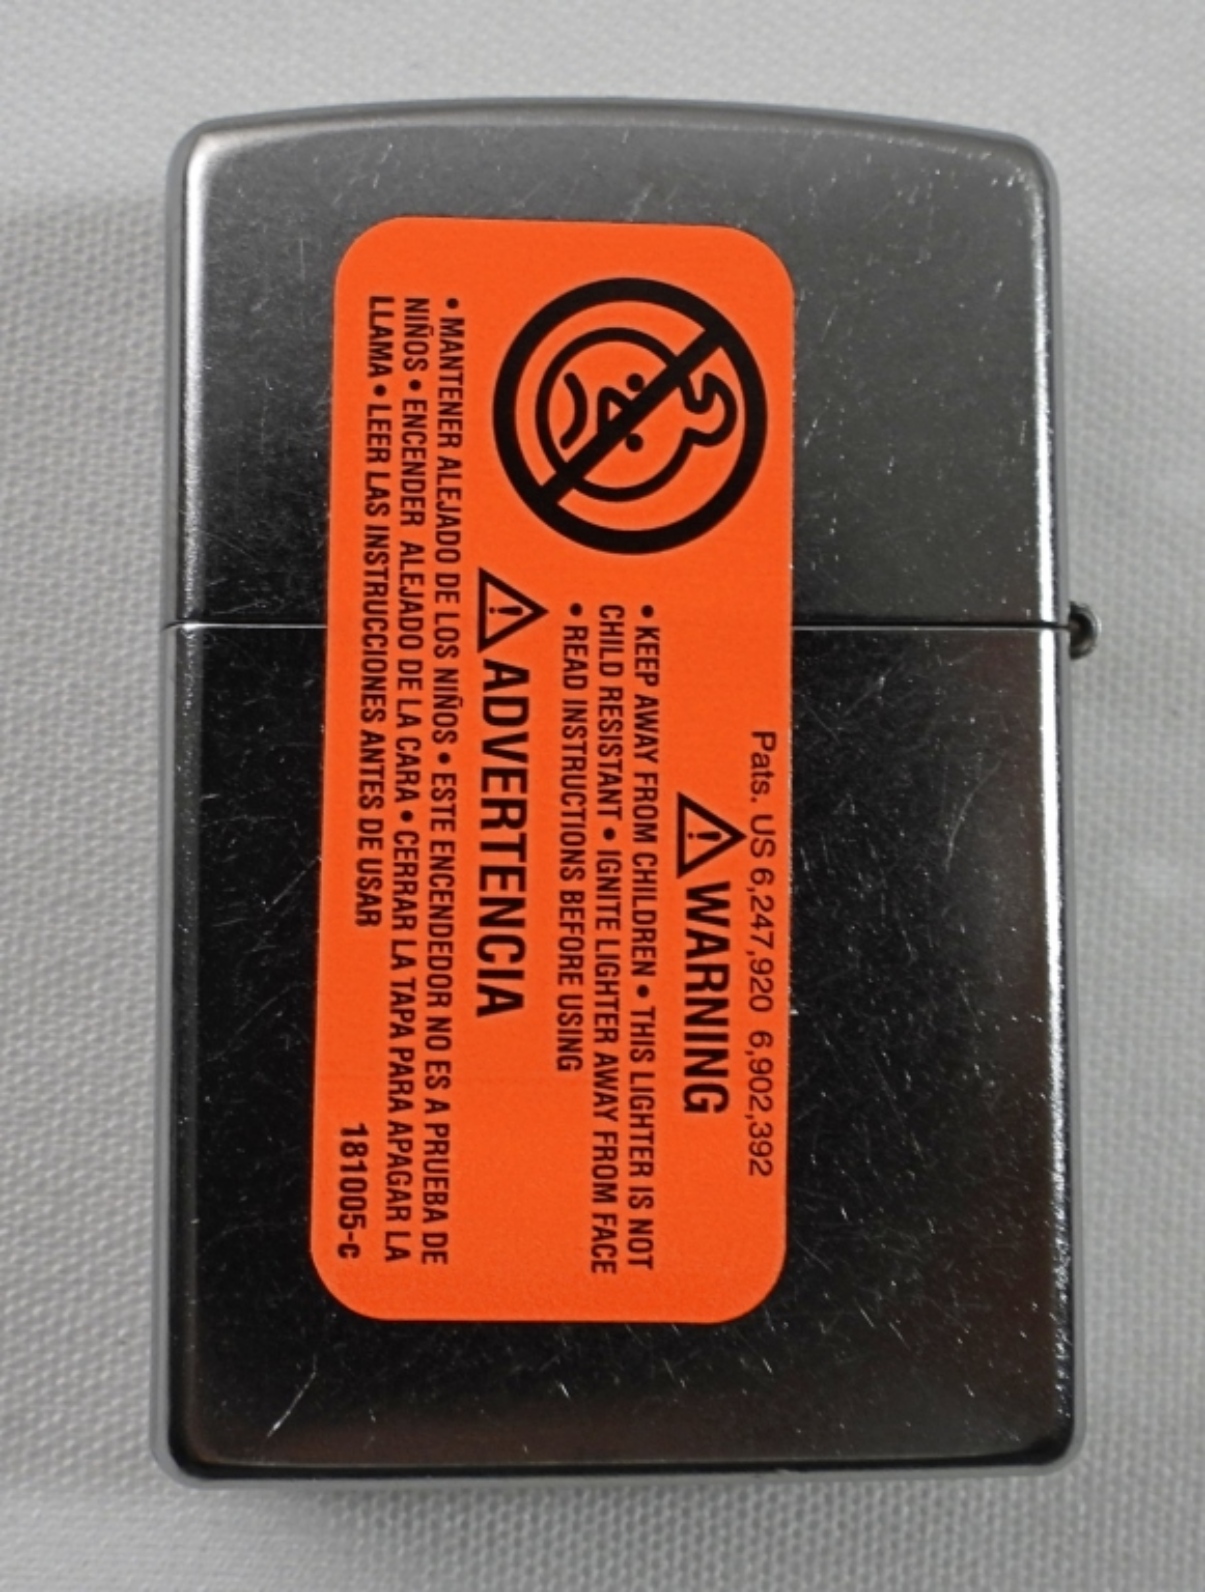 Pats. US 6,247,920 6,902,392
WARNING
• KEEP AWAY FROM CHILDREN • THIS LIGHTER IS NOT
CHILD RESISTANT • IGNITE LIGHTER AWAY FROM FACE
• READ INSTRUCTIONS BEFORE USING
ADVERTENCIA
• MANTENER ALEJADO DE LOS NIÑOS • ESTE ENCENDEDOR NO ES A PRUEBA DE
NIÑOS • ENCENDER ALEJADO DE LA CARA • CERRAR LA TAPA PARA APAGAR LA
LLAMA • LEER LAS INSTRUCCIONES ANTES DE USAR
181005-c